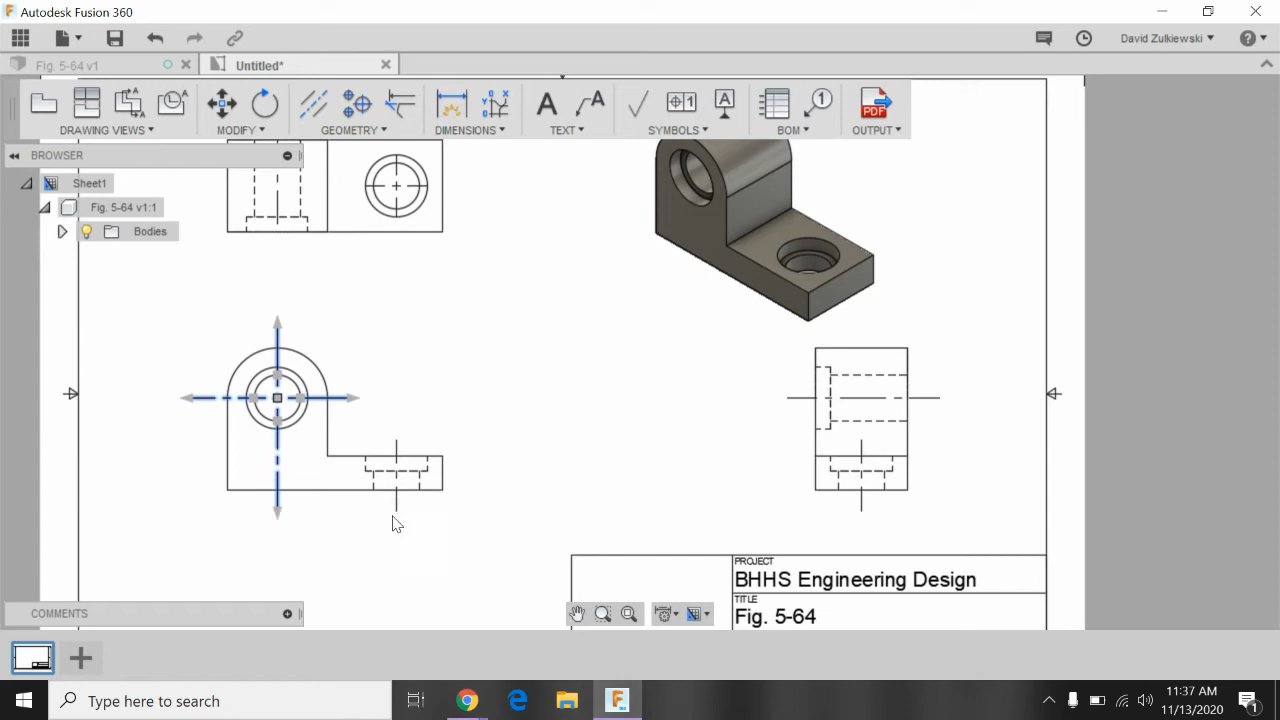 Autodesk Fusion 360
David Zulkiewski
Fig. 5-64 v1
Untitled*
DRAWING VIEWS
MODIFY
GEOMETRY
DIMENSIONS
TEXT
SYMBOLS
BOM
OUTPUT
BROWSER
Sheet1
Fig. 5-64 v1:1
Bodies
PROJECT
BHHS Engineering Design
TITLE
Fig. 5-64
COMMENTS
Type here to search
11:37 AM
11/13/2020